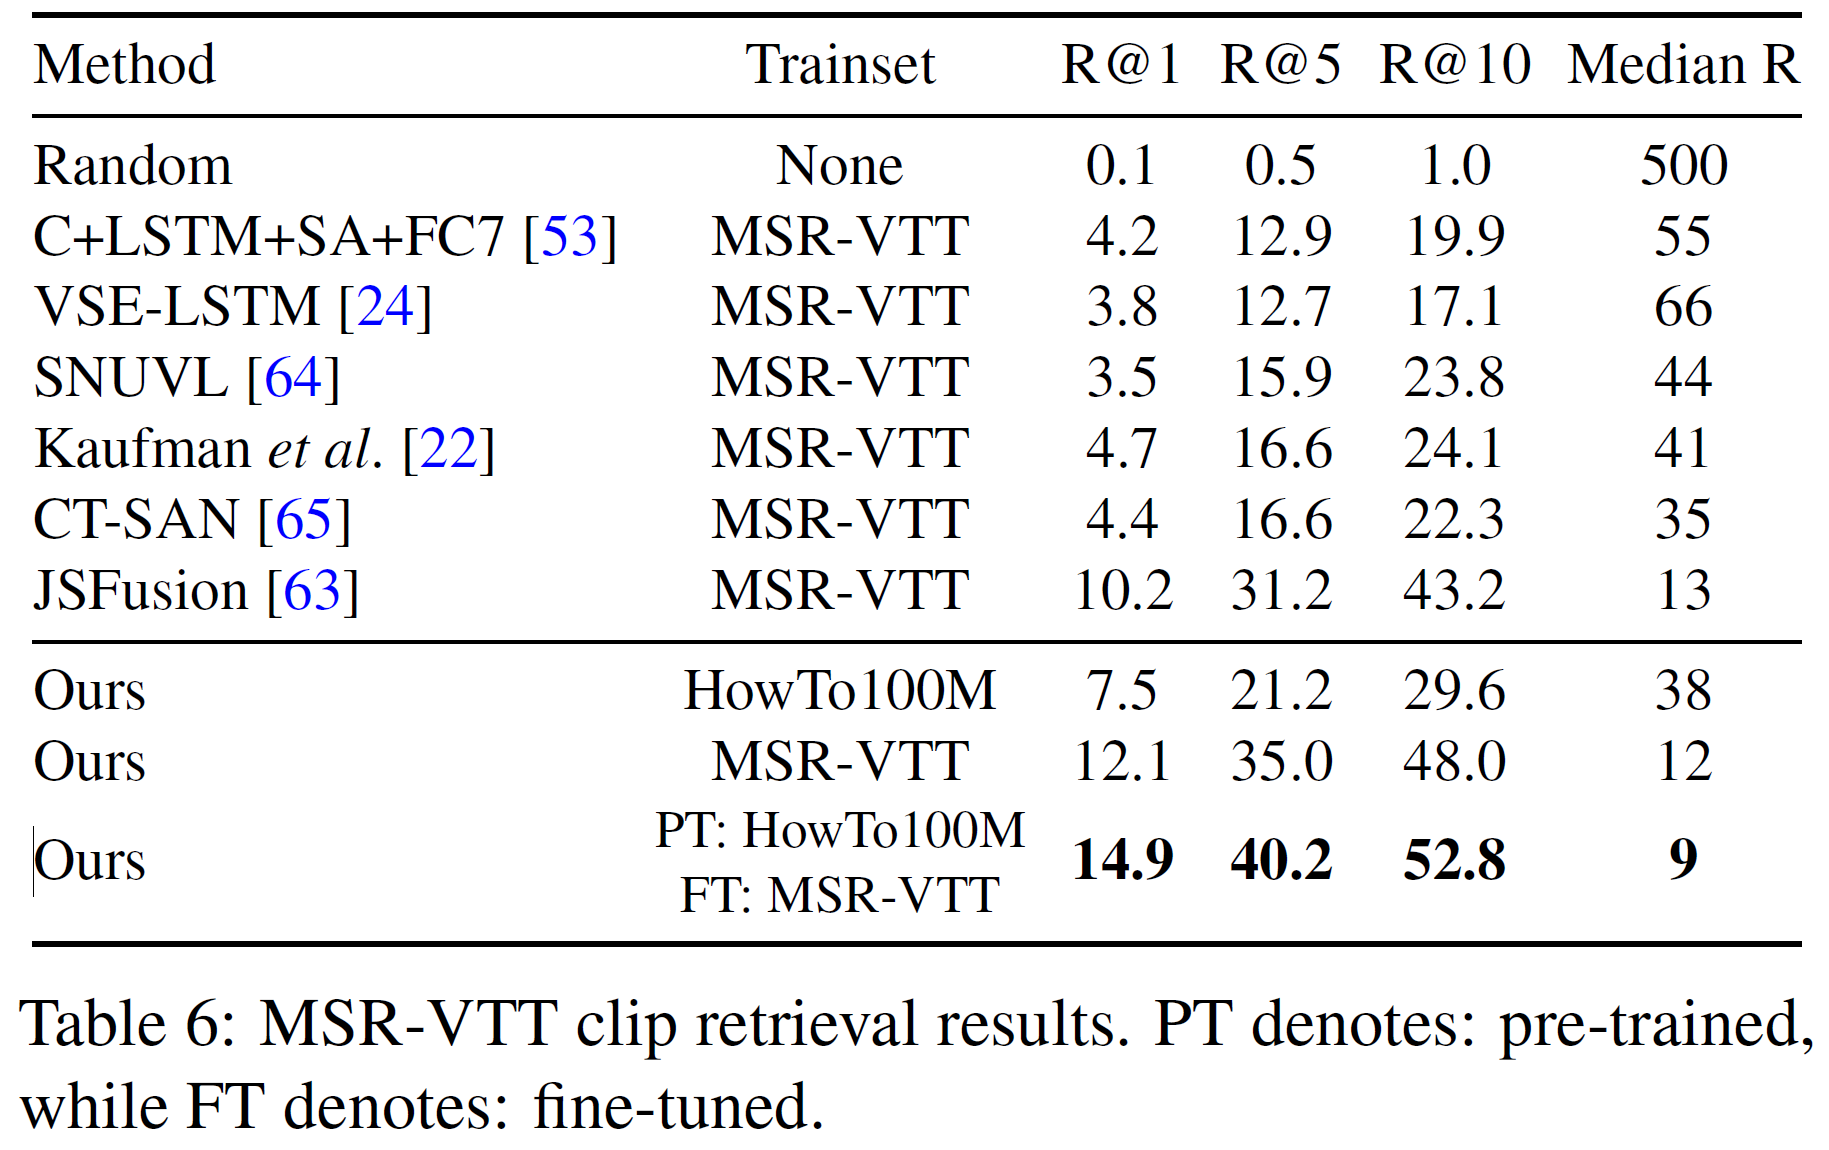 Method Trainset R@1 R@5 R@10 Median R
Random None 0.1 0.5 1.0 500
C+LSTM+SA+FC7 [53] MSR-VTT 4.2 12.9 19.9 55
VSE-LSTM [24] MSR-VTT 3.8 12.7 17.1 66
SNUVL [64] MSR-VTT 3.5 15.9 23.8 44
Kaufman et al. [22] MSR-VTT 4.7 16.6 24.1 41
CT-SAN [65] MSR-VTT 4.4 16.6 22.3 35
JSFusion [63] MSR-VTT 10.2 31.2 43.2 13
Ours HowTo100M 7.5 21.2 29.6 38
Ours MSR-VTT 12.1 35.0 48.0 12
PT: HowTo100M
Ours 14.9 40.2 52.8 9
FT: MSR-VTT
Table 6: MSR-VTT clip retrieval results. PT denotes: pre-trained,
while FT denotes: fine-tuned.